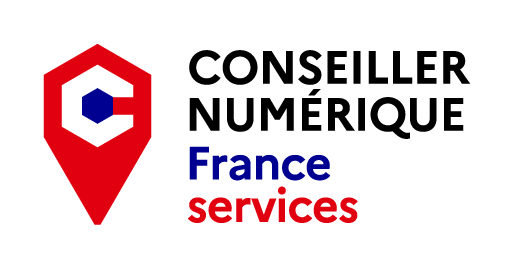 CONSEILLER
NUMÉRIQUE
France
services